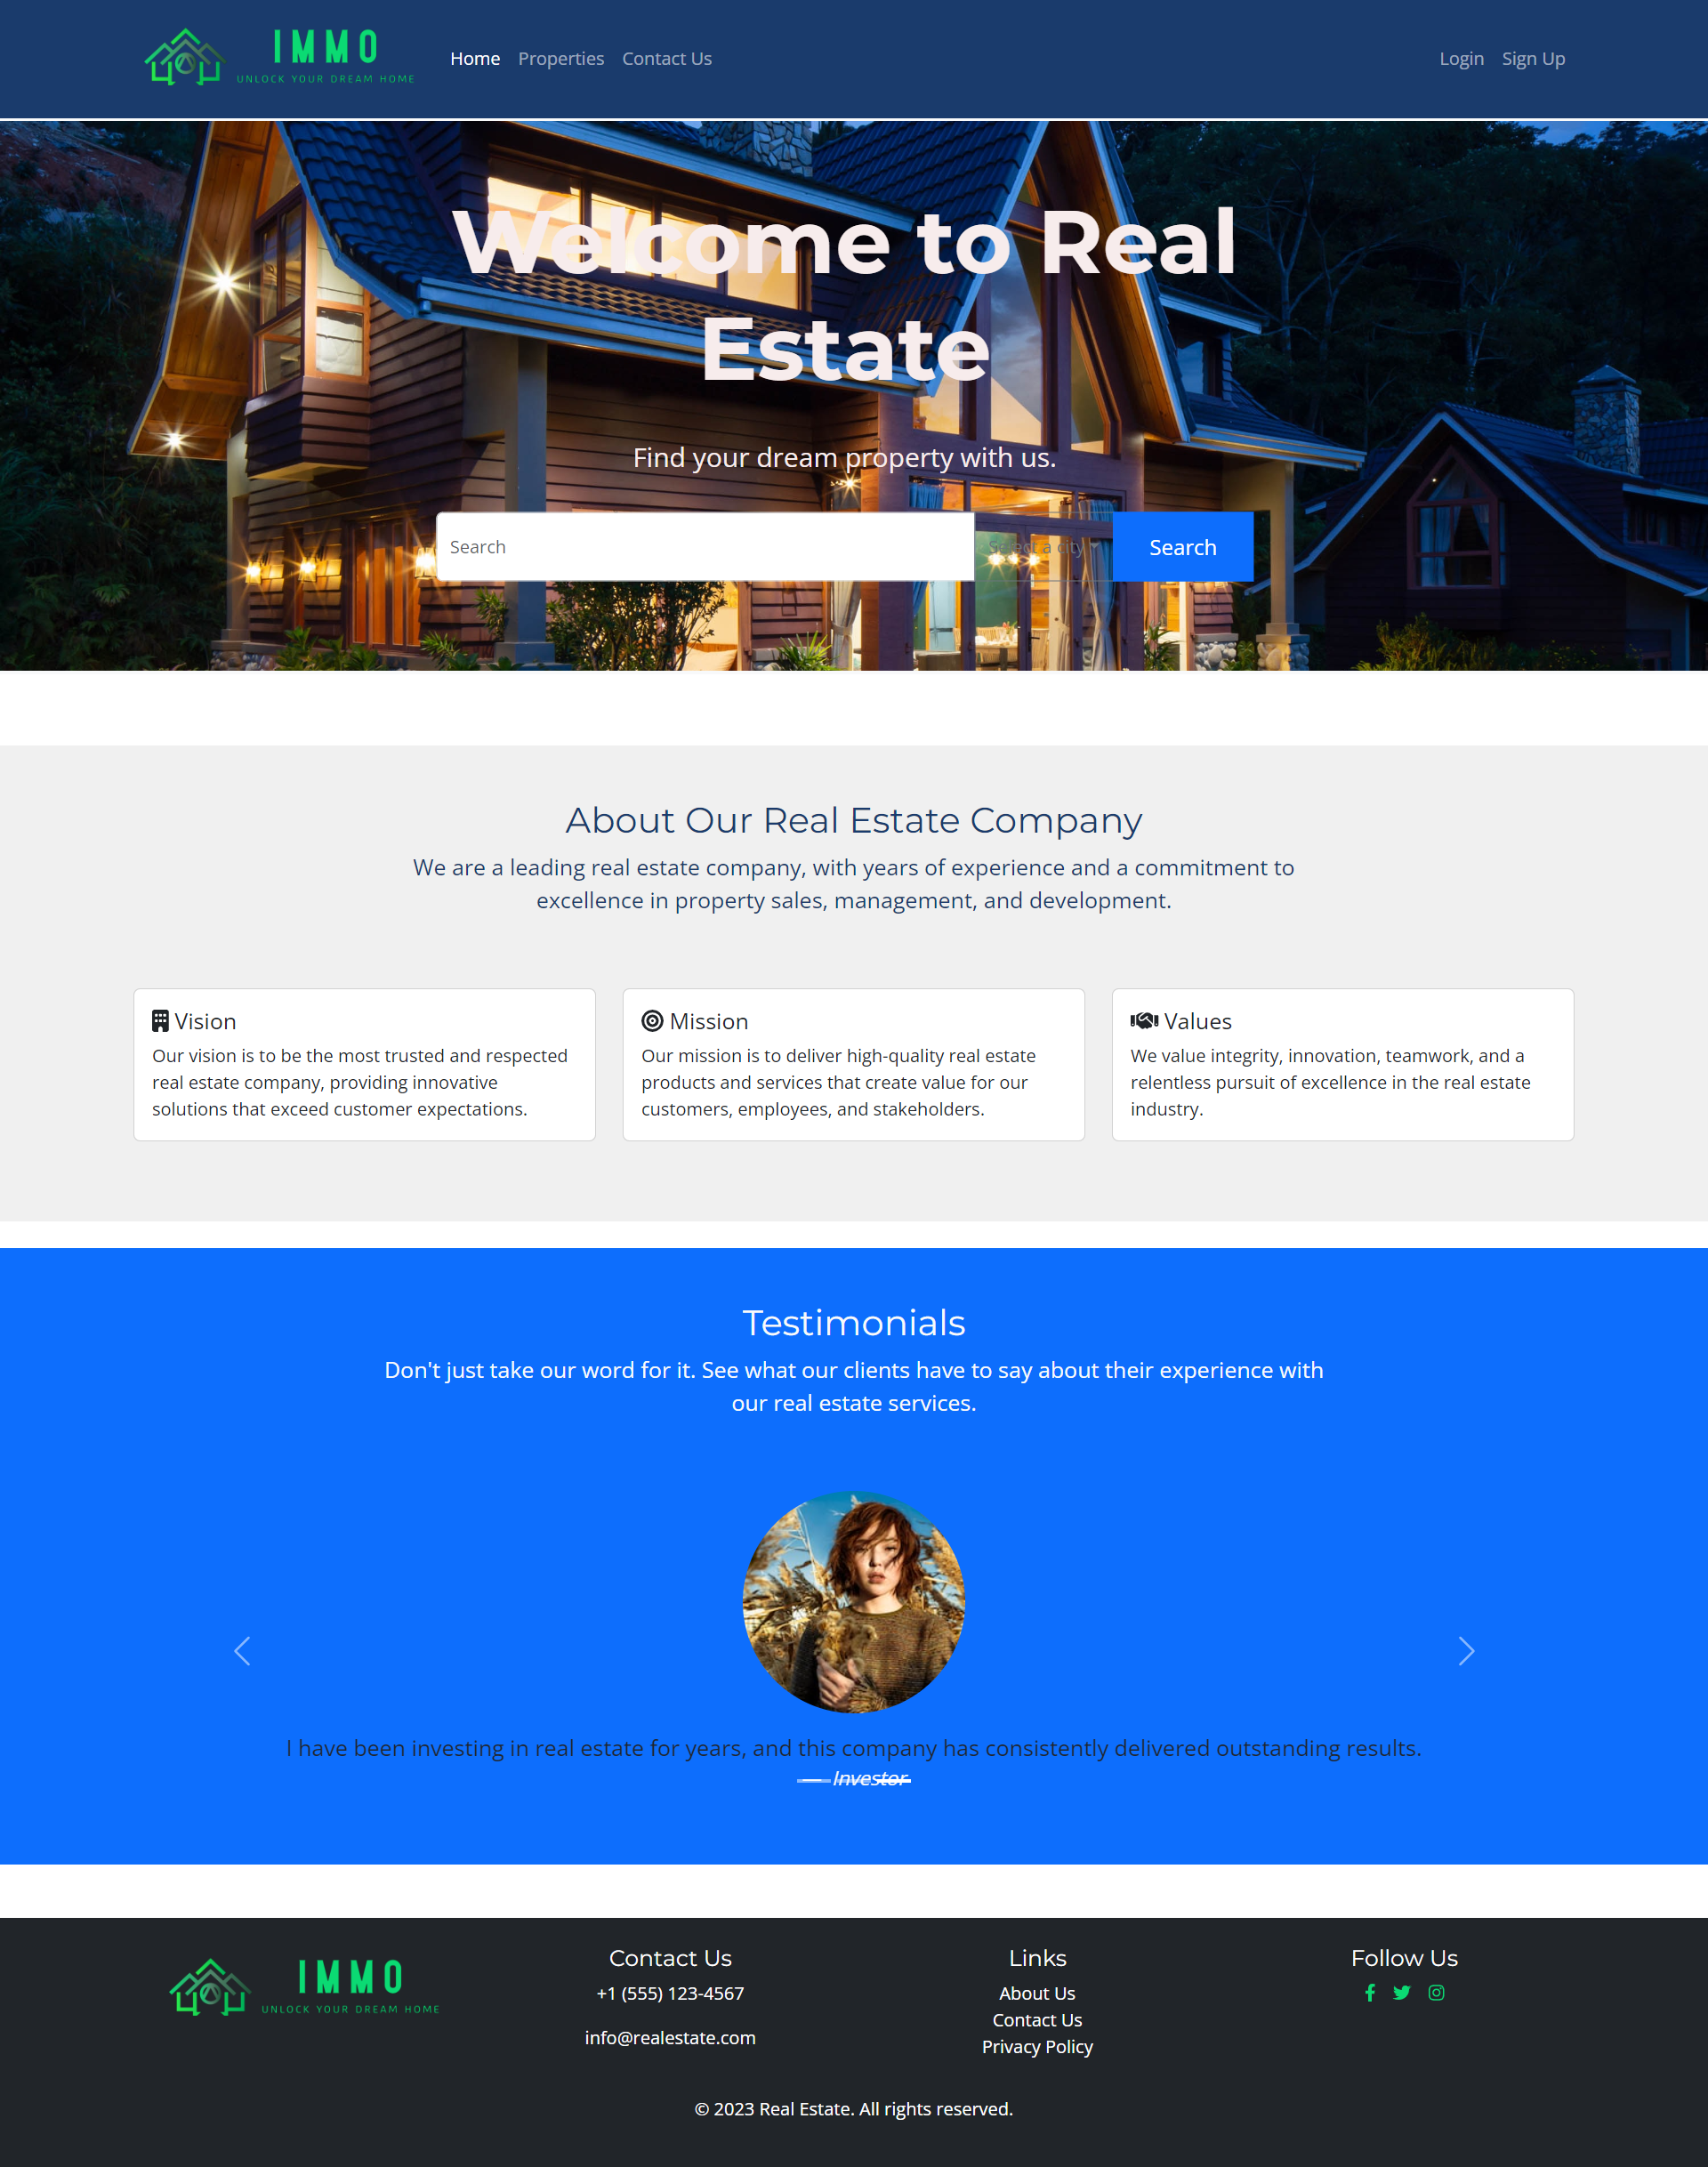 IMMO
UNLOCK YOUR DREAM HOME
Home Properties Contact Us
Login Sign Up
Welcome to Real
Estate
Find your dream property with us.
Search
Select a city
Search
About Our Real Estate Company
We are a leading real estate company, with years of experience and a commitment to
excellence in property sales, management, and development.
Vision
Our vision is to be the most trusted and respected
real estate company, providing innovative
solutions that exceed customer expectations.
Mission
Our mission is to deliver high-quality real estate
products and services that create value for our
customers, employees, and stakeholders.
Values
We value integrity, innovation, teamwork, and a
relentless pursuit of excellence in the real estate
industry.
Testimonials
Don't just take our word for it. See what our clients have to say about their experience with
our real estate services.
I have been investing in real estate for years, and this company has consistently delivered outstanding results.
— Investor
IMMO
UNLOCK YOUR DREAM HOME
Contact Us
+1 (555) 123-4567
info@realestate.com
Links
About Us
Contact Us
Privacy Policy
Follow Us
© 2023 Real Estate. All rights reserved.